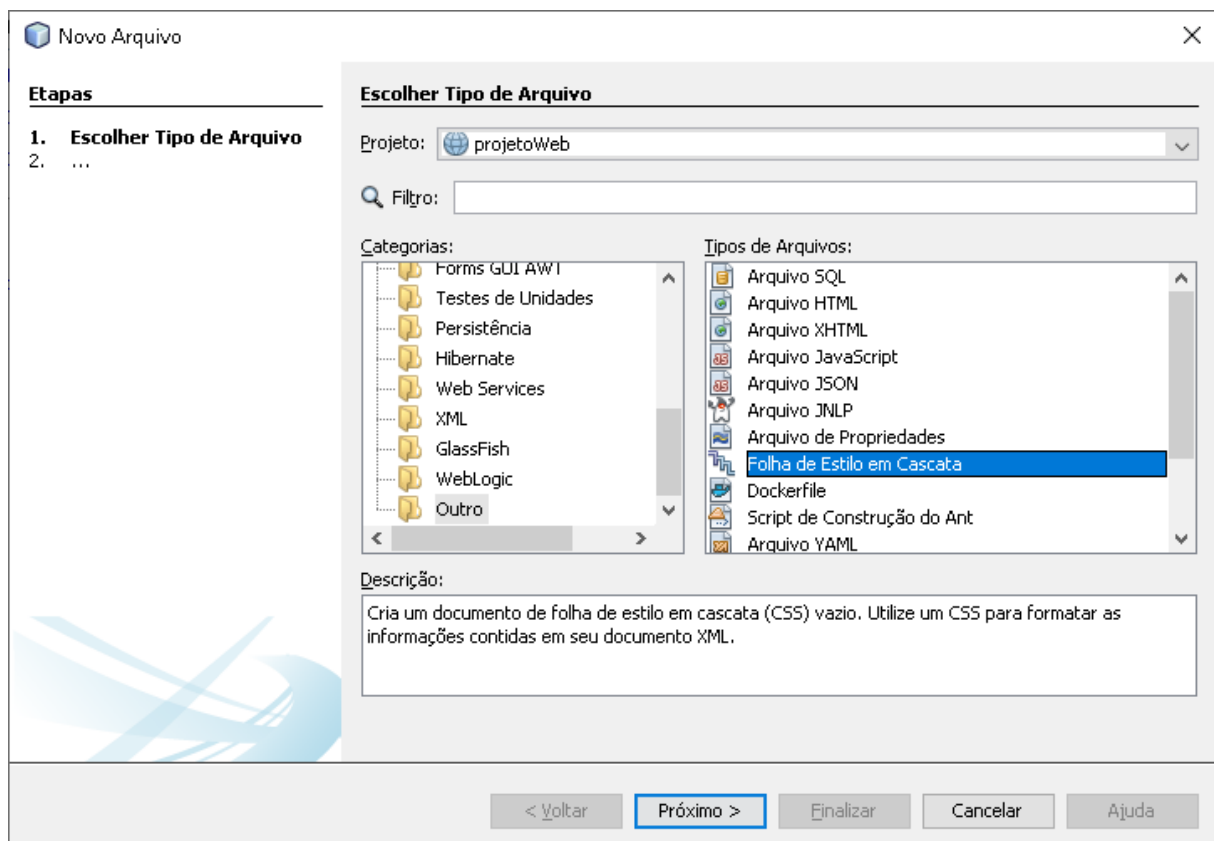 Novo Arquivo
Etapas
1. Escolher Tipo de Arquivo
2. ...
Escolher Tipo de Arquivo
Projeto: projetoWeb
Filtro:
Categorias:
Forms GUI AWT
Testes de Unidades
Persistência
Hibernate
Web Services
XML
GlassFish
WebLogic
Outro
Tipos de Arquivos:
Arquivo SQL
Arquivo HTML
Arquivo XHTML
Arquivo JavaScript
Arquivo JSON
Arquivo JNLP
Arquivo de Propriedades
Folha de Estilo em Cascata
Dockerfile
Script de Construção do Ant
Arquivo YAML
Descrição:
Cria um documento de folha de estilo em cascata (CSS) vazio. Utilize um CSS para formatar as
informações contidas em seu documento XML.
< Voltar
Próximo >
Finalizar
Cancelar
Ajuda